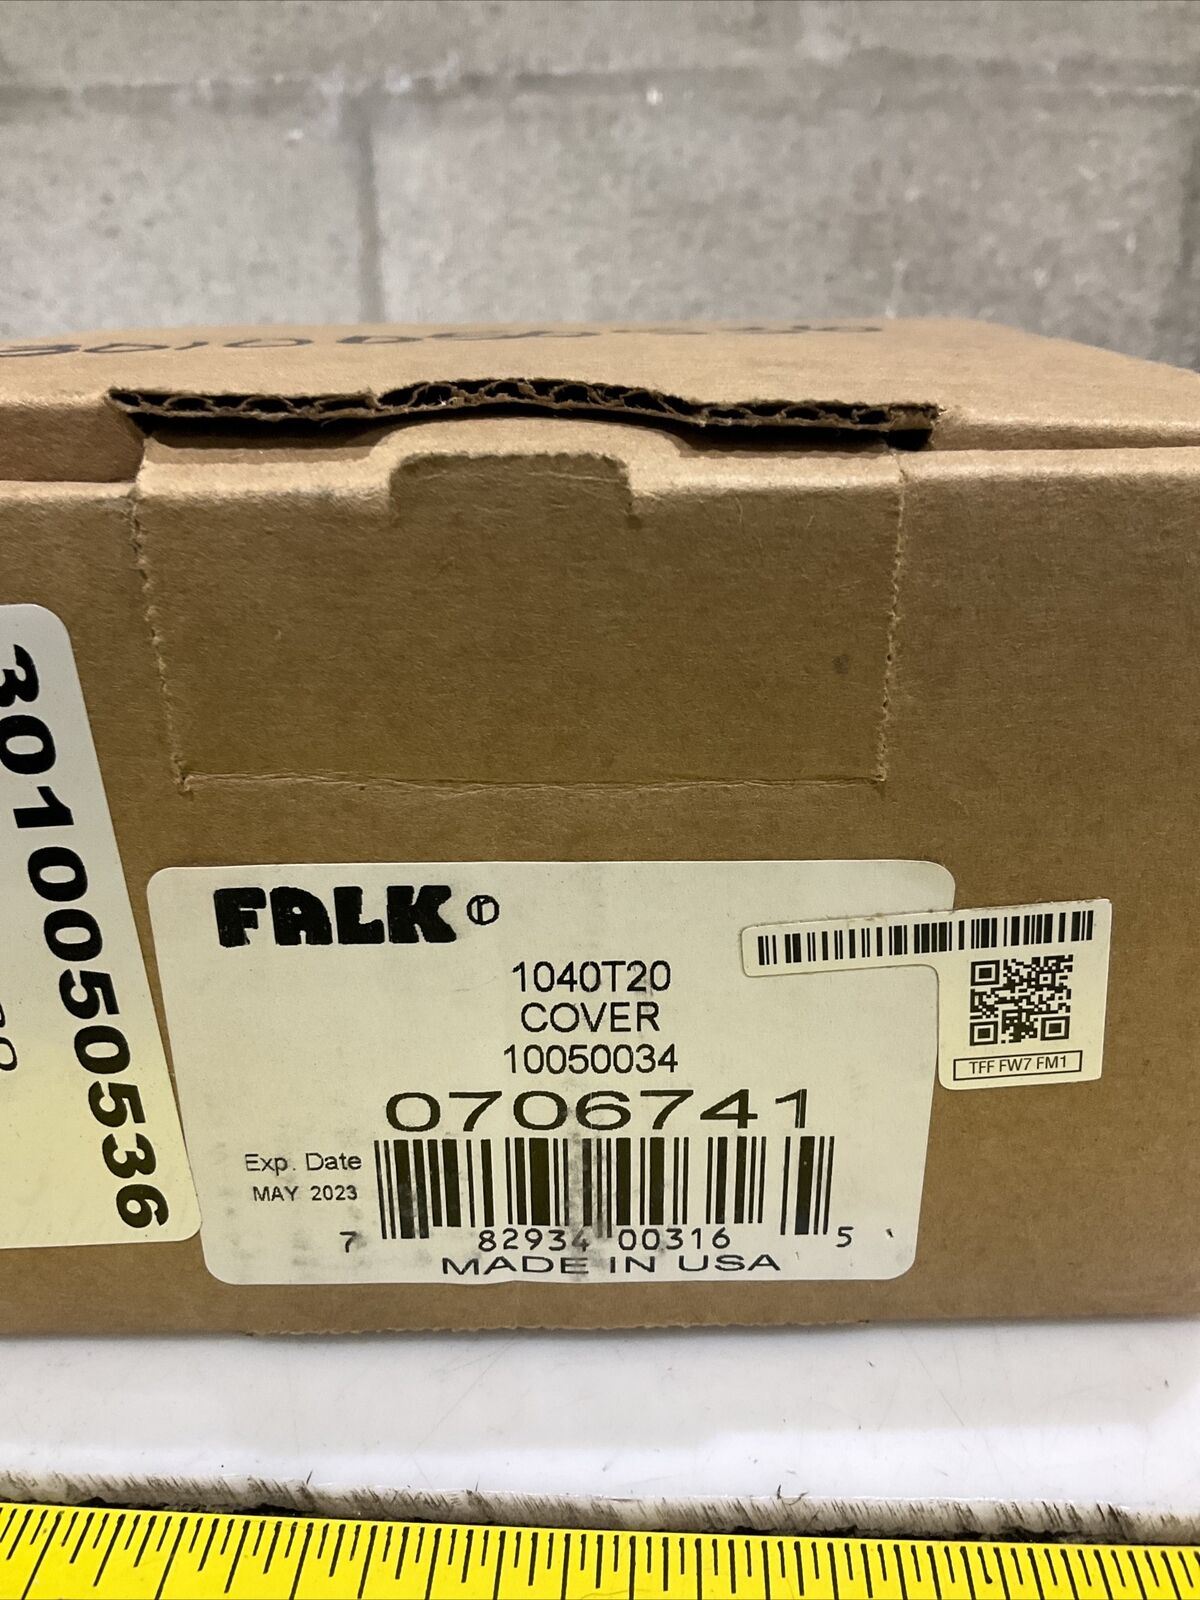 3010050536
FALK ®
1040T20
COVER
10050034
0706741
Exp. Date
MAY 2023
7 82934 00316 5
MADE IN USA
TFF FW7 FM1